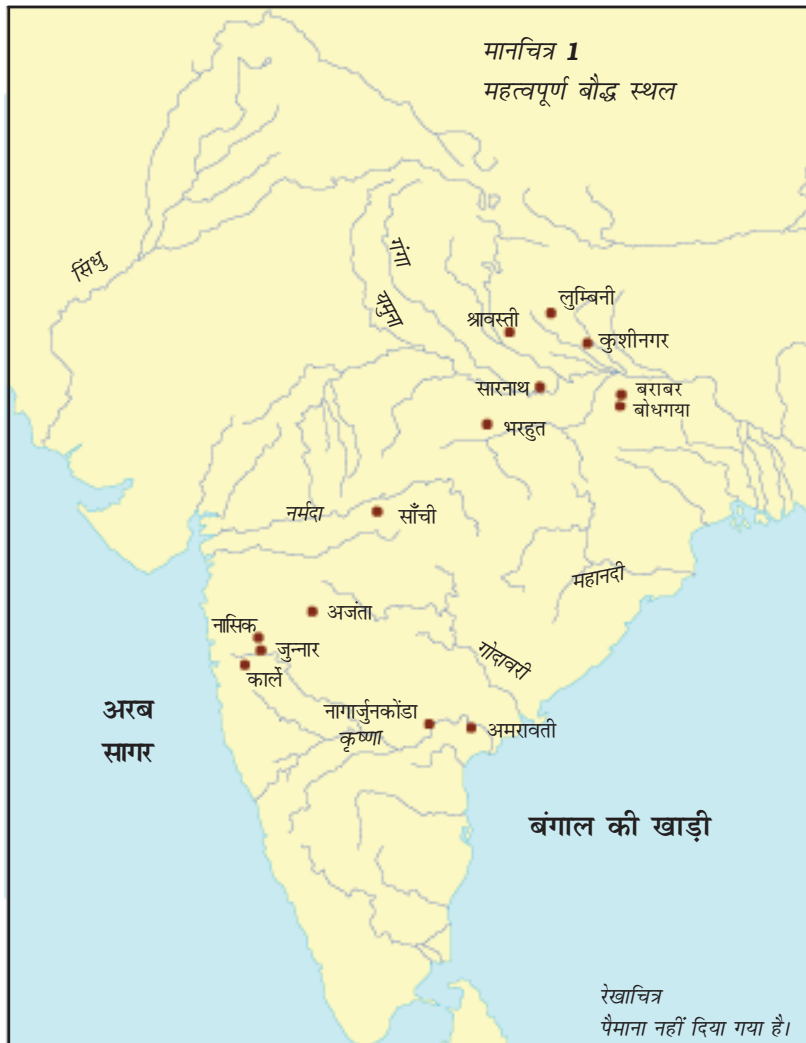 मानचित्र 1
महत्वपूर्ण बौद्ध स्थल
सिंधु
गंगा
यमुना
लुम्बिनी
श्रावस्ती
कुशीनगर
सारनाथ
बराबर
बोधगया
भरहुत
नर्मदा
साँची
महानदी
अजंता
नासिक
जुन्नार
कार्ले
गोदावरी
नागार्जुनकोंडा
कृष्णा
अमरावती
अरब
सागर
बंगाल की खाड़ी
रेखाचित्र
पैमाना नहीं दिया गया है।